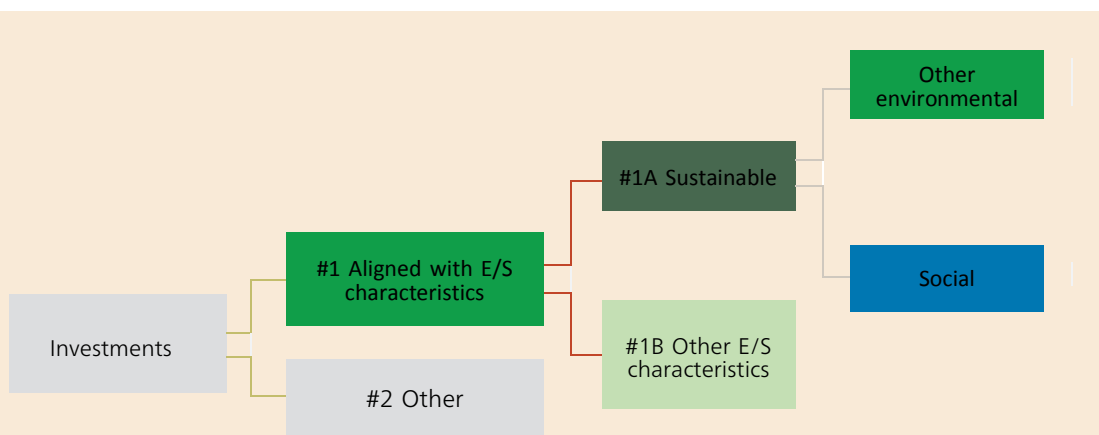 Investments
#1 Aligned with E/S
characteristics
#2 Other
#1A Sustainable
#1B Other E/S
characteristics
Other
environmental
Social